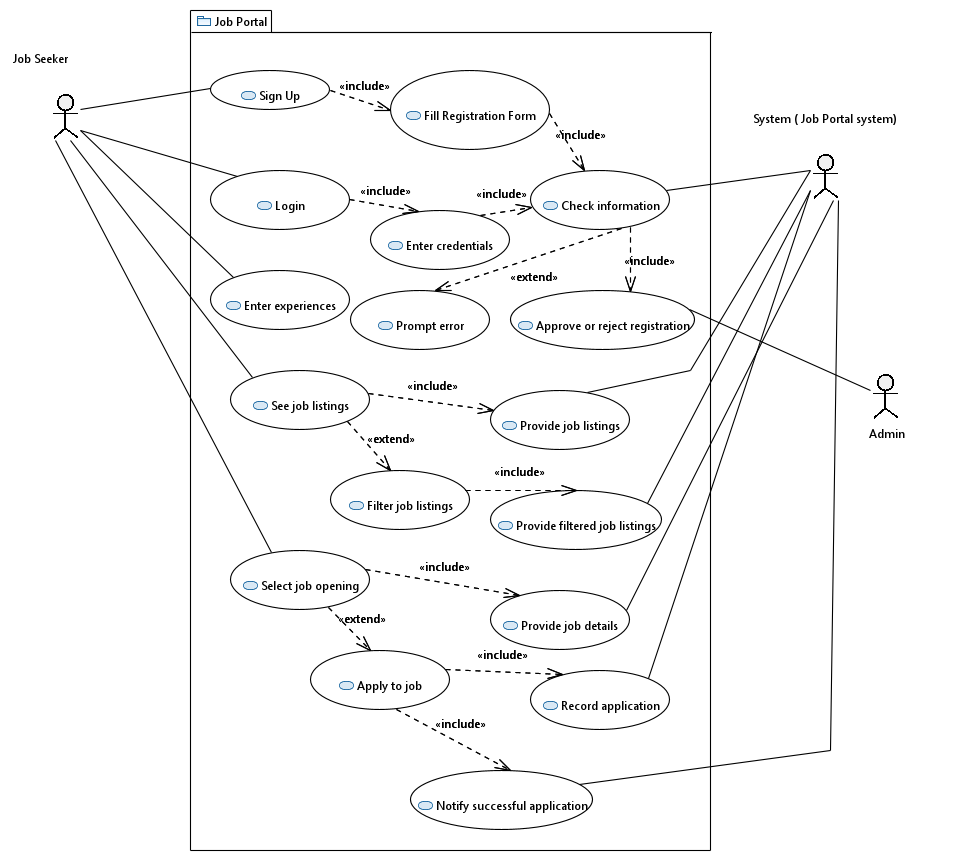 Job Portal
Job Seeker
«include»
Sign Up
Fill Registration Form
System ( Job Portal system)
«include»
«include»
«include»
Login
Check information
Enter credentials
«include»
«extend»
Enter experiences
Prompt error
Approve or reject registration
«include»
See job listings
Provide job listings
Admin
«extend»
«include»
Filter job listings
Provide filtered job listings
«include»
Select job opening
«extend»
Provide job details
«include»
Apply to job
Record application
«include»
Notify successful application